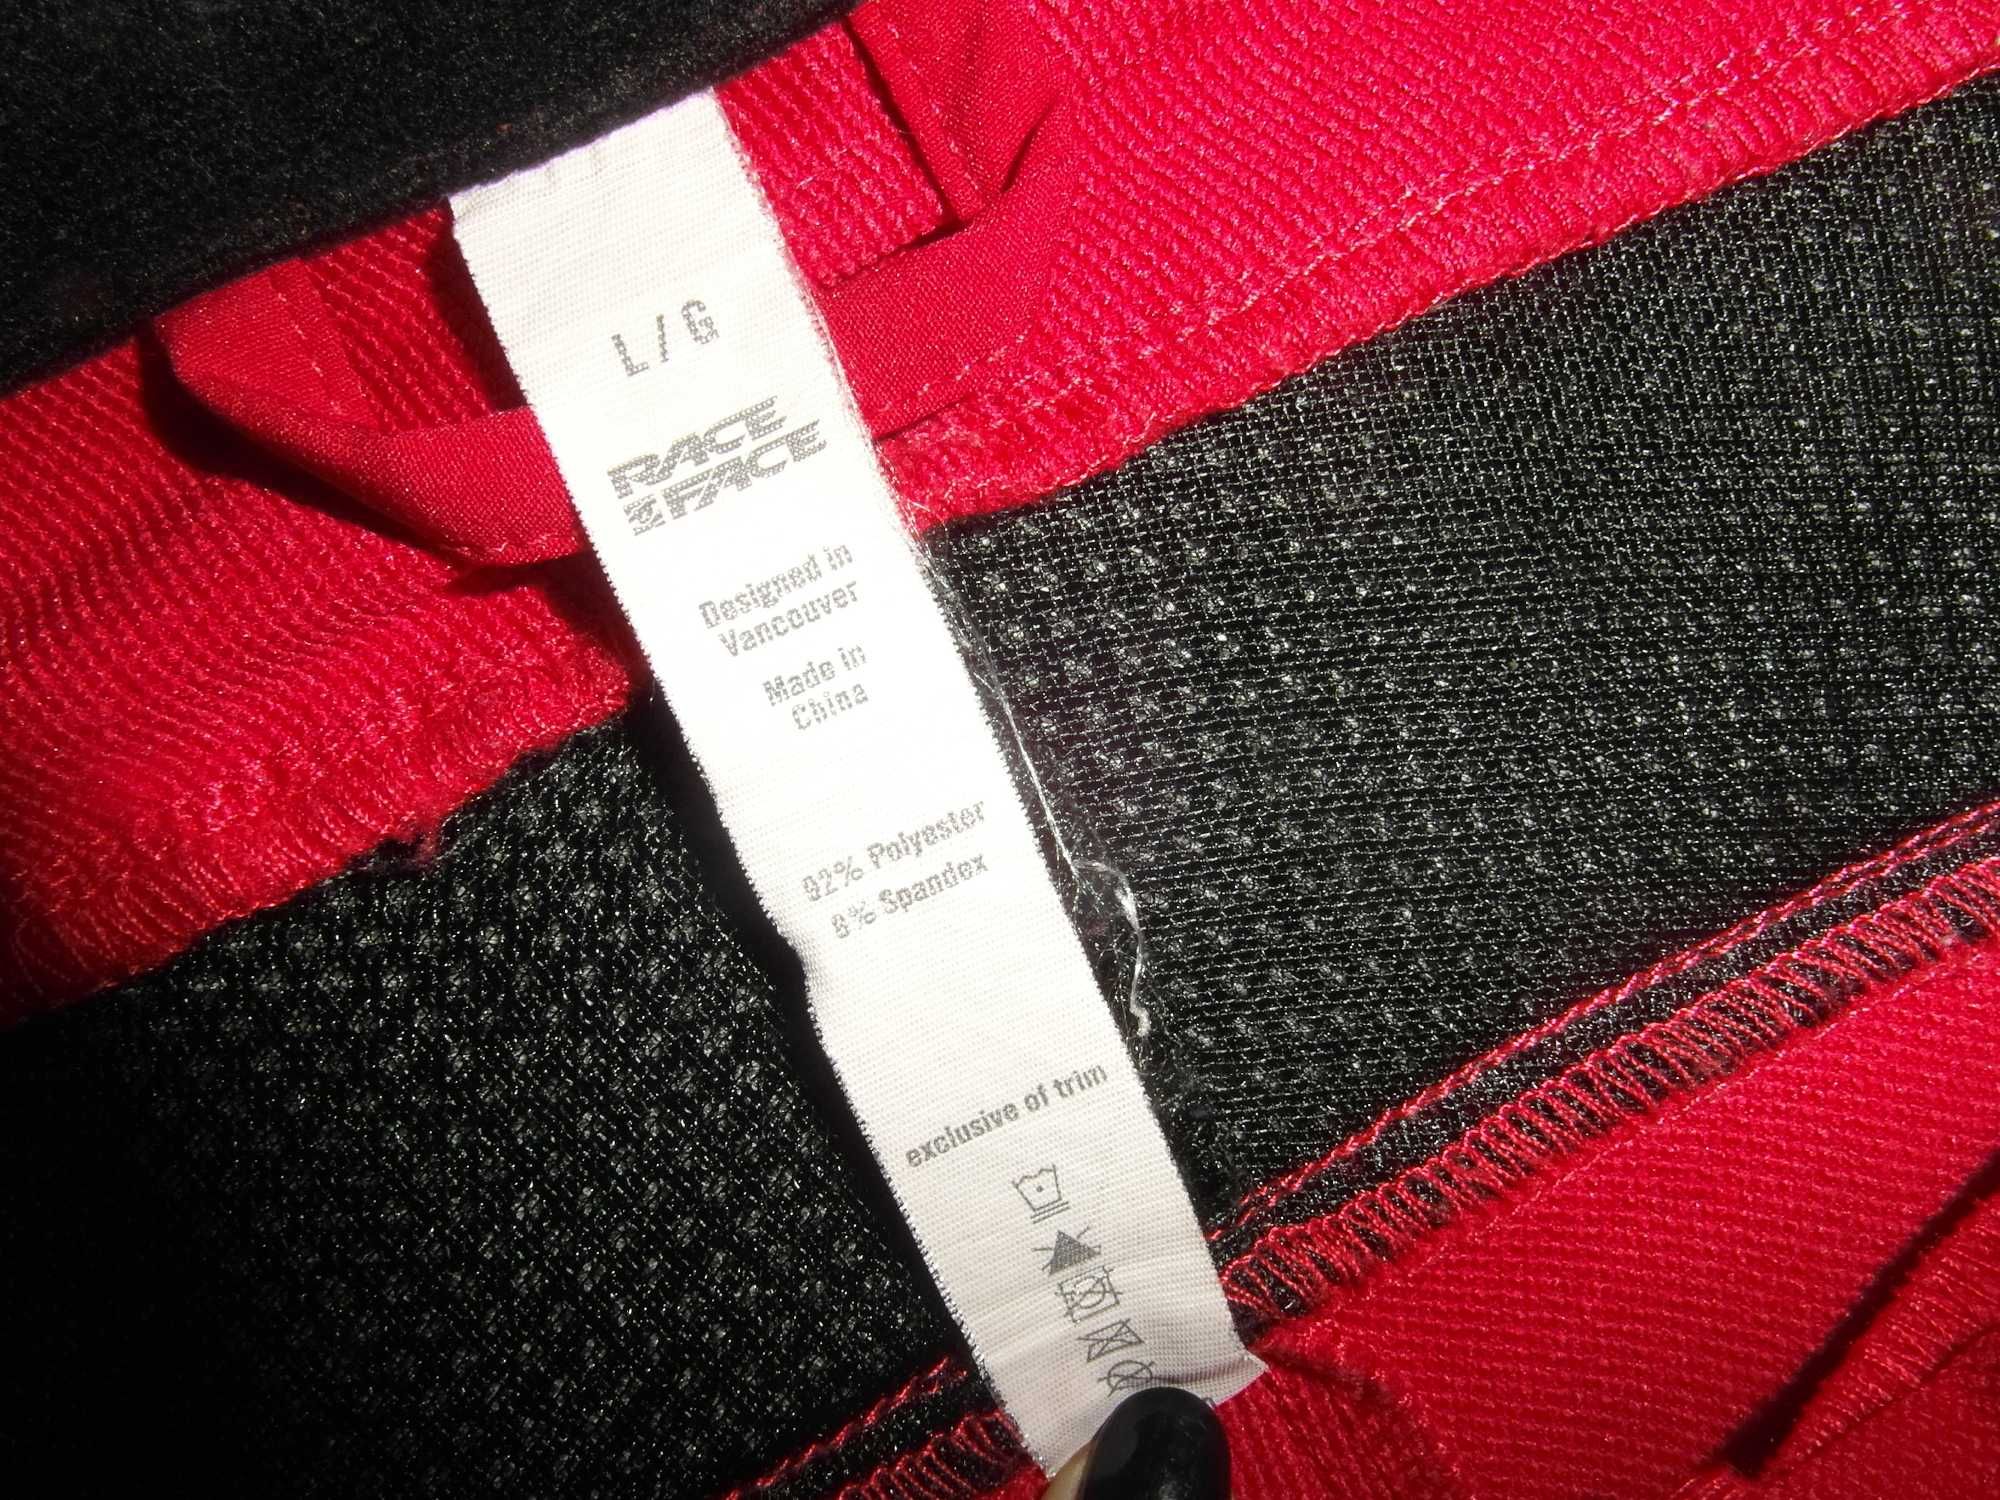 L / G
RACE
FACE
Designed in
Vancouver
Made in
China
92% Polyester
8% Spandex
exclusive of trim